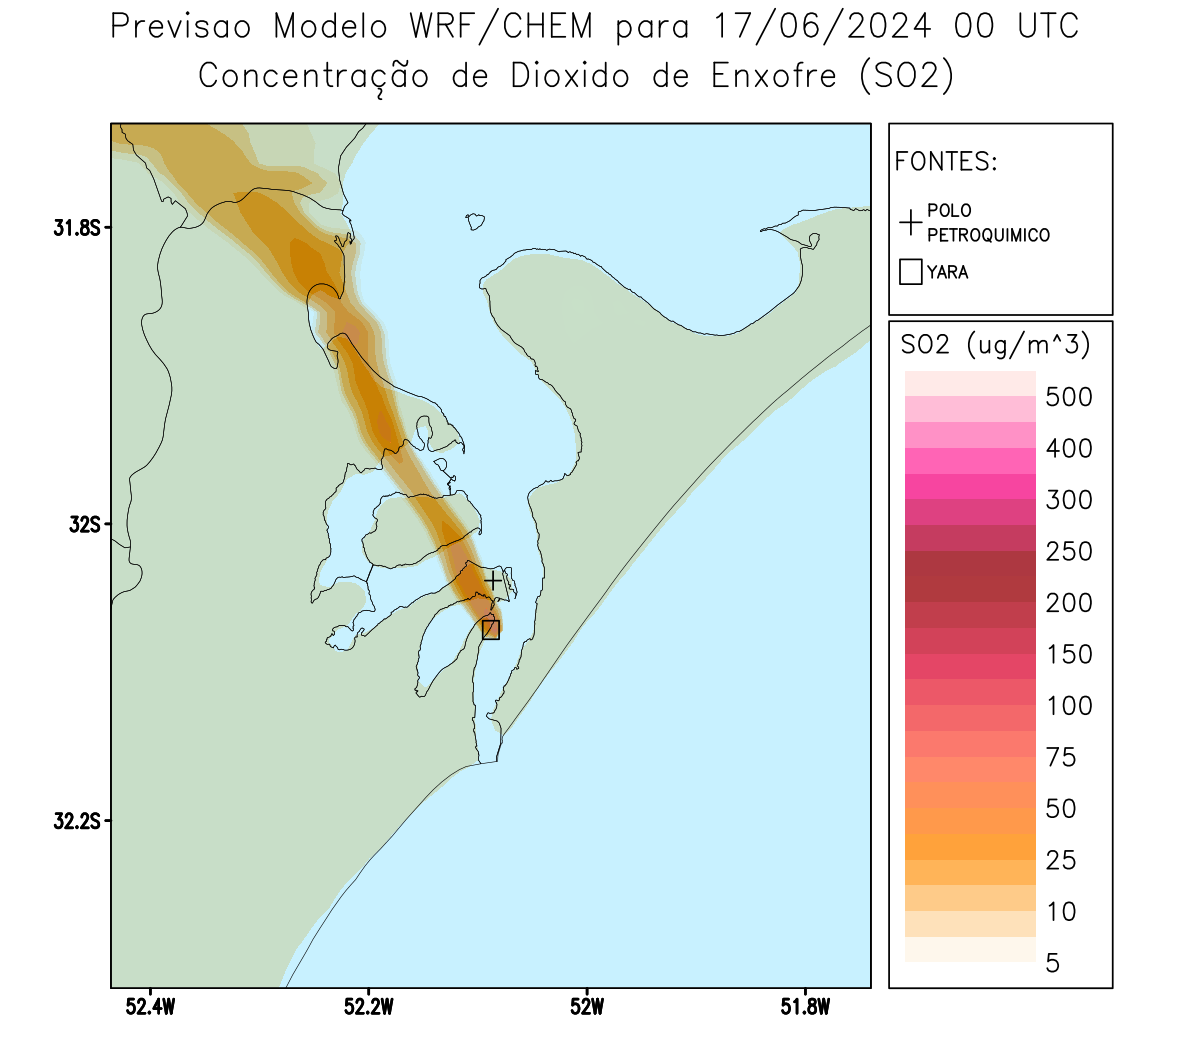 Previsao Modelo WRF/CHEM para 17/06/2024 00 UTC
Concentração de Dioxido de Enxofre (SO2)
FONTES:
POLO
PETROQUIMICO
YARA
31.8S
32S
32.2S
52.4W
52.2W
52W
51.8W
SO2 (ug/m^3)
500
400
300
250
200
150
100
75
50
25
10
5